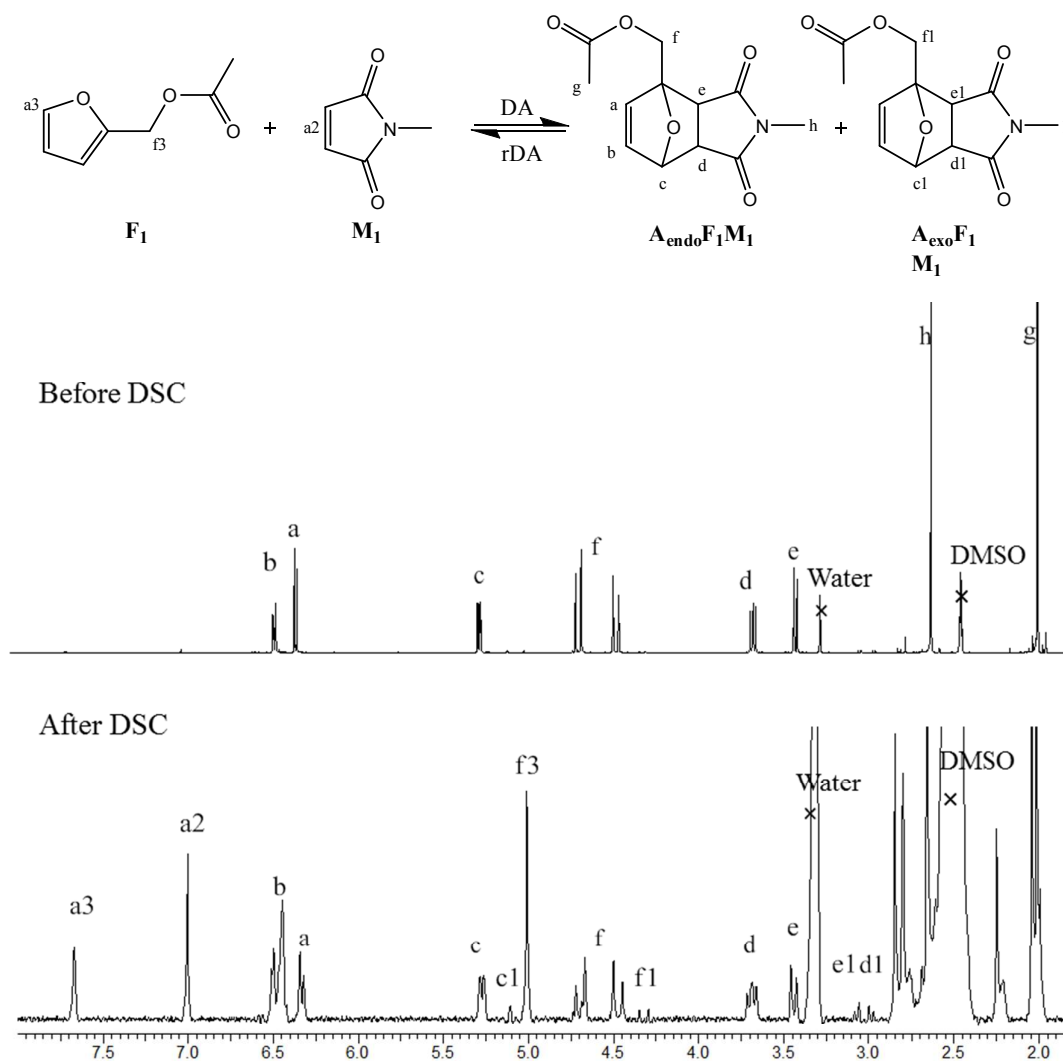 O
O
f
O
f1
g
a3
O
O
O
a
e
O
e1
O
a2
N
O
N
h
O
N
f3
O
b
d
d1
O
DA
rDA
c
O
c1
O
+
+
F1
M1
AendoF1M1
AexoF1
M1
h
g
Before DSC
b
a
c
f
d
e
Water
DMSO
After DSC
a3
a2
b
a
c
c1
f3
f
f1
d
e
Water
e1 d1
DMSO
7.5 7.0 6.5 6.0 5.5 5.0 4.5 4.0 3.5 3.0 2.5 2.0